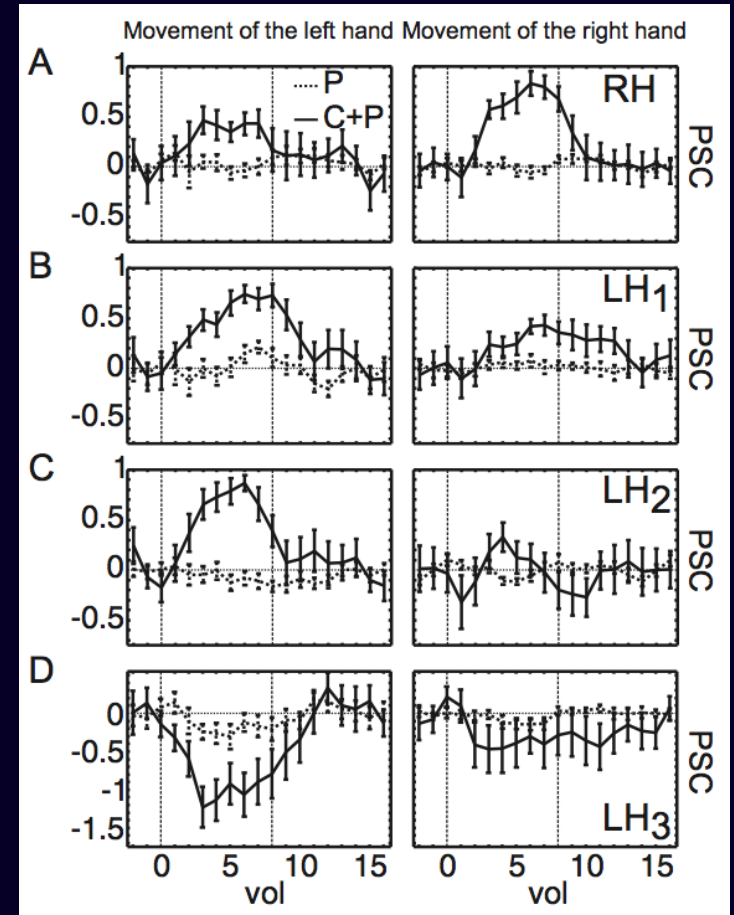 Movement of the left hand Movement of the right hand
A
1
0.5
0
-0.5
P
C+P
RH
PSC
B
1
0.5
0
-0.5
LH1
PSC
C
1
0.5
0
-0.5
LH2
PSC
D
0
-0.5
-1
-1.5
LH3
PSC
0 5 10 15 0 5 10 15
vol vol